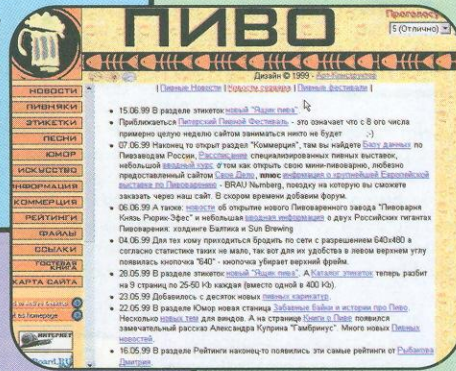 ПИВО
Проголосу
5 (Отлично)
Дизайн © 1999 - Арт-Конструктор
| Пивные Новости | Новости сервера | Пивные фестивали |
НОВОСТИ
ПИВНЯКИ
ЭТИКЕТКИ
ПЕСНИ
ЮМОР
ИСКУССТВО
ИНФОРМАЦИЯ
КОММЕРЦИЯ
РЕЙТИНГИ
ФАЙЛЫ
ССЫЛКИ
ГОСТЕВАЯ
КНИГА
КАРТА САЙТА
as homepage
ИНТЕРНЕТ
• 15.06.99 В разделе этикеток новый "Ящик пива".
• Приближается Питерский Пивной Фестиваль - это означает что с 8 ого числа
примерно целую неделю сайтом заниматься никто не будет ;-)
• 07.06.99 Наконец то открыт раздел "Коммерция", там вы найдете Базу данных по
Пивзаводам России, Расписание специализированных пивных выставок,
небольшой вводный курс о том как открыть свою мини-пивоварню, любезно
предоставленный сайтом Свое Дело, плюс информация о крупнейшей Европейской
выставке по Пивоварению - BRAU Nurnberg, поездку на которую вы сможете
заказать через наш сайт. В скором времени добавим форум.
• 06.06.99 А также: новости об открытие нового Пивоваренного завода "Пивоварня
Князь Рюрик-Эфес" и небольшая вводная информация о двух Российских гигантах
Пивоварения: холдинге Балтика и Sun Brewing
• 04.06.99 Для тех кому приходиться бродить по сети с разрешением 640x480 а
согласно статистике таких не мало, так вот для их удобства в левом верхнем углу
появилась кнопочка "640" - кнопочка убирает верхний фрейм.
• 28.05.99 В разделе этикеток новый "Ящик пива". А Каталог этикеток теперь разбит
на 9 страниц по 25-50 Kb каждая (вместо одной в 400 Kb).
• 23.05.99 Добавилось с десяток новых пивных карикатур.
• 22.05.99 В разделе Юмор новая станица Забавные Байки и истории про Пиво.
Несколько новых тем для виндов. А на странице Книги о Пиве появился
замечательный рассказ Александра Куприна "Гамбринус". Много новых Пивных
новостей.
• 16.05.99 В разделе Рейтинги наконец-то появились эти самые рейтинги от Рыбакова
Дмитрия.